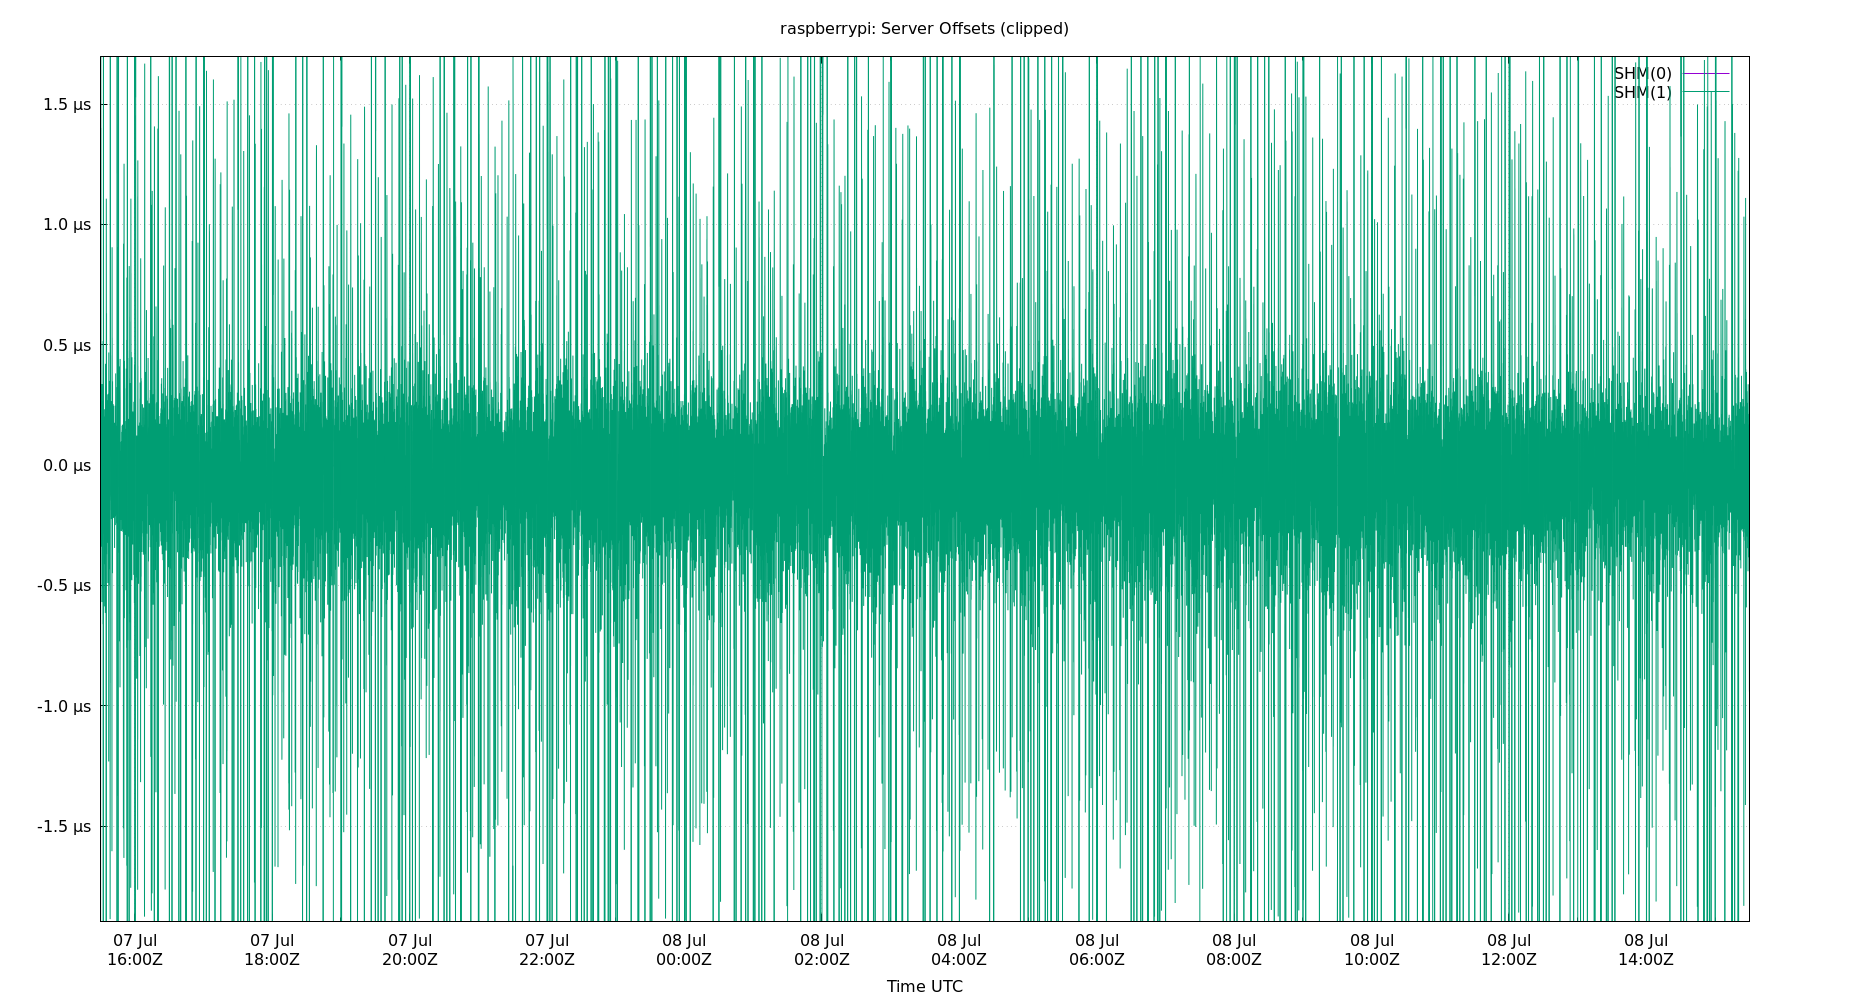 raspberrypi: Server Offsets (clipped)
SHM(0)
SHM(1)
1.5 µs
1.0 µs
0.5 µs
0.0 µs
-0.5 µs
-1.0 µs
-1.5 µs
07 Jul 07 Jul 07 Jul 07 Jul 08 Jul 08 Jul 08 Jul 08 Jul 08 Jul 08 Jul 08 Jul 08 Jul
16:00Z 18:00Z 20:00Z 22:00Z 00:00Z 02:00Z 04:00Z 06:00Z 08:00Z 10:00Z 12:00Z 14:00Z
Time UTC